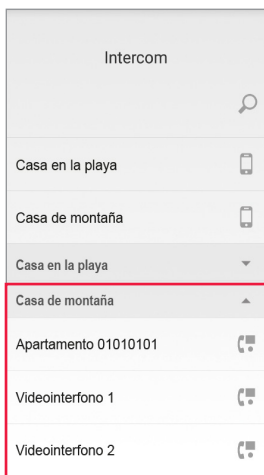 Intercom
Casa en la playa
Casa de montaña
Casa en la playa
Casa de montaña
Apartamento 01010101
Videointerfono 1
Videointerfono 2